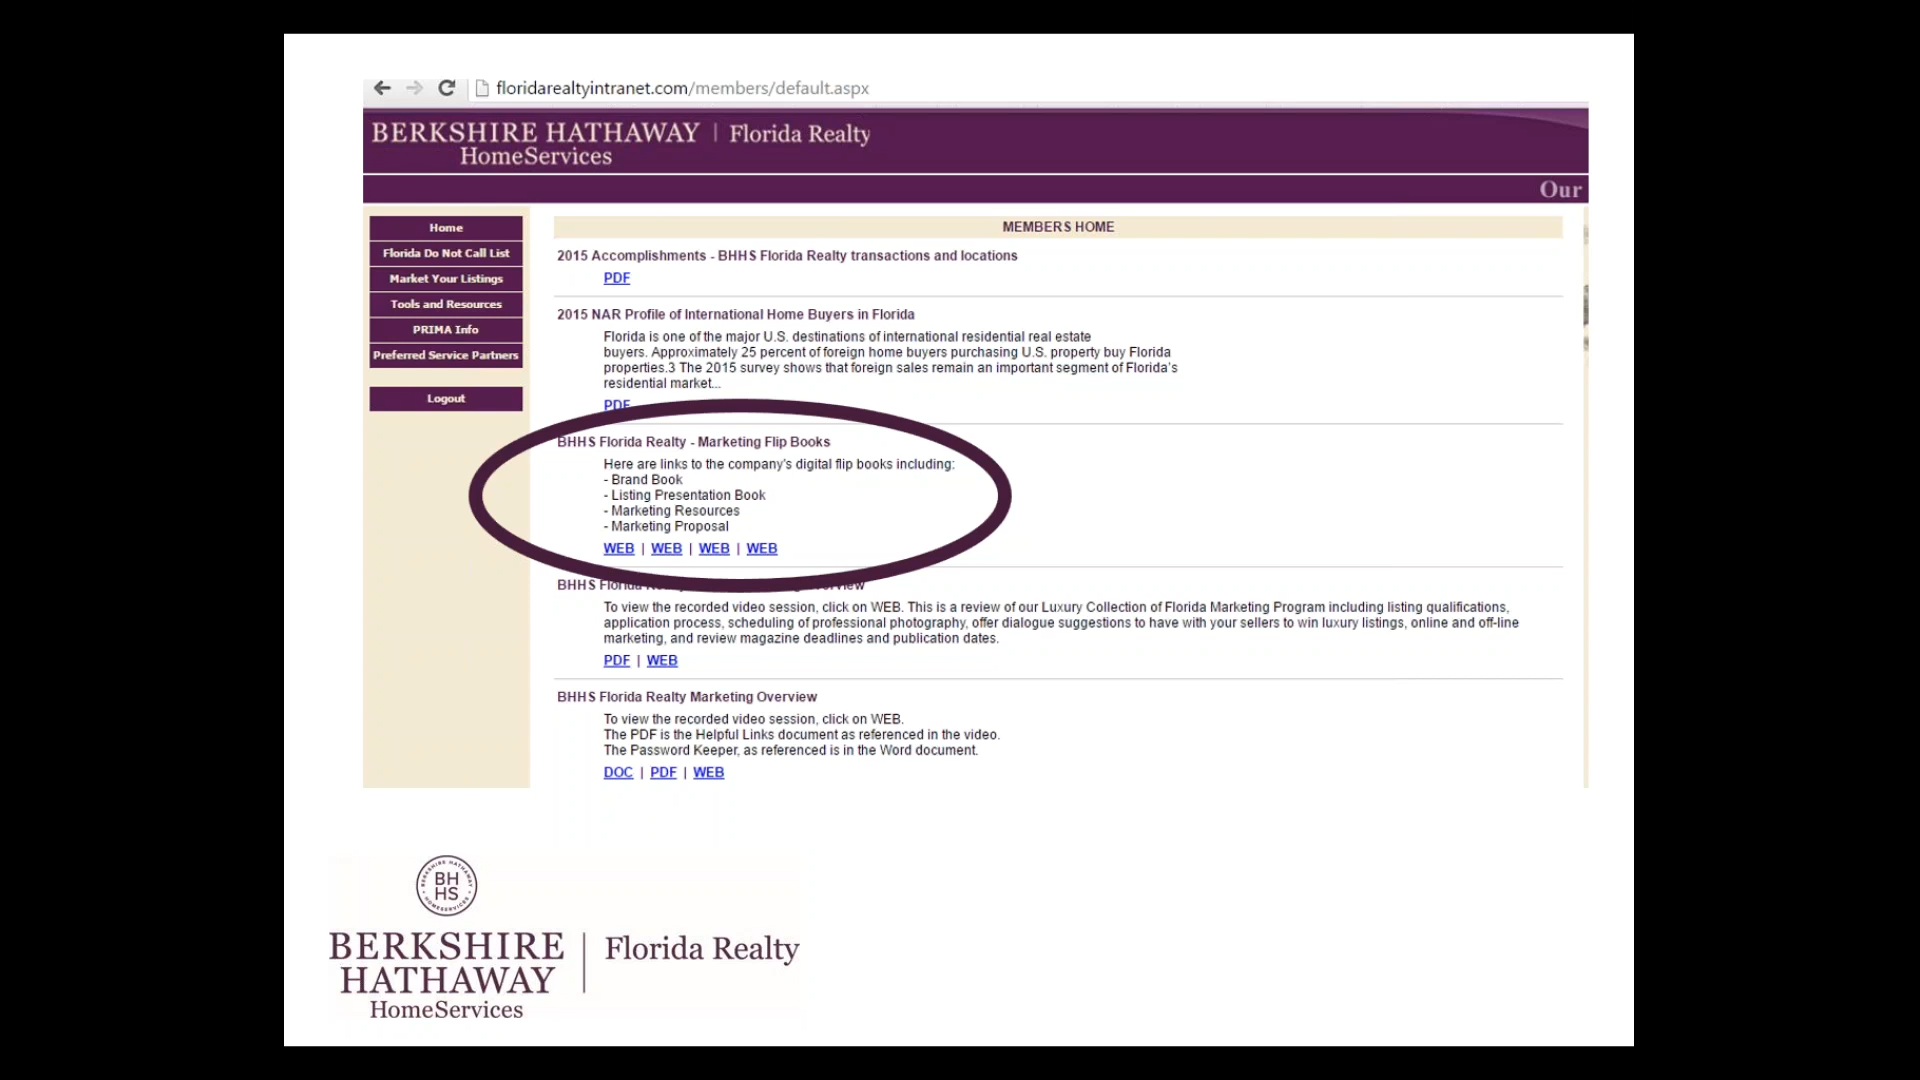 floridarealtyintranet.com/members/default.aspx
BERKSHIRE HATHAWAY | Florida Realty
HomeServices
Our
Home
Florida Do Not Call List
Market Your Listings
Tools and Resources
PRIMA Info
Preferred Service Partners
Logout
MEMBERS HOME
2015 Accomplishments - BHHS Florida Realty transactions and locations
PDF
2015 NAR Profile of International Home Buyers in Florida
Florida is one of the major U.S. destinations of international residential real estate
buyers. Approximately 25 percent of foreign home buyers purchasing U.S. property buy Florida
properties.3 The 2015 survey shows that foreign sales remain an important segment of Florida's
residential market...
PDF
BHHS Florida Realty - Marketing Flip Books
Here are links to the company's digital flip books including:
- Brand Book
- Listing Presentation Book
- Marketing Resources
- Marketing Proposal
WEB | WEB | WEB | WEB
BHHS Florida
To view the recorded video session, click on WEB. This is a review of our Luxury Collection of Florida Marketing Program including listing qualifications,
application process, scheduling of professional photography, offer dialogue suggestions to have with your sellers to win luxury listings, online and off-line
marketing, and review magazine deadlines and publication dates.
PDF | WEB
BHHS Florida Realty Marketing Overview
To view the recorded video session, click on WEB.
The PDF is the Helpful Links document as referenced in the video.
The Password Keeper, as referenced is in the Word document.
DOC | PDF | WEB
BERKSHIRE HATHAWAY
BH
HS
HOMESERVICES
BERKSHIRE
HATHAWAY
HomeServices
Florida Realty